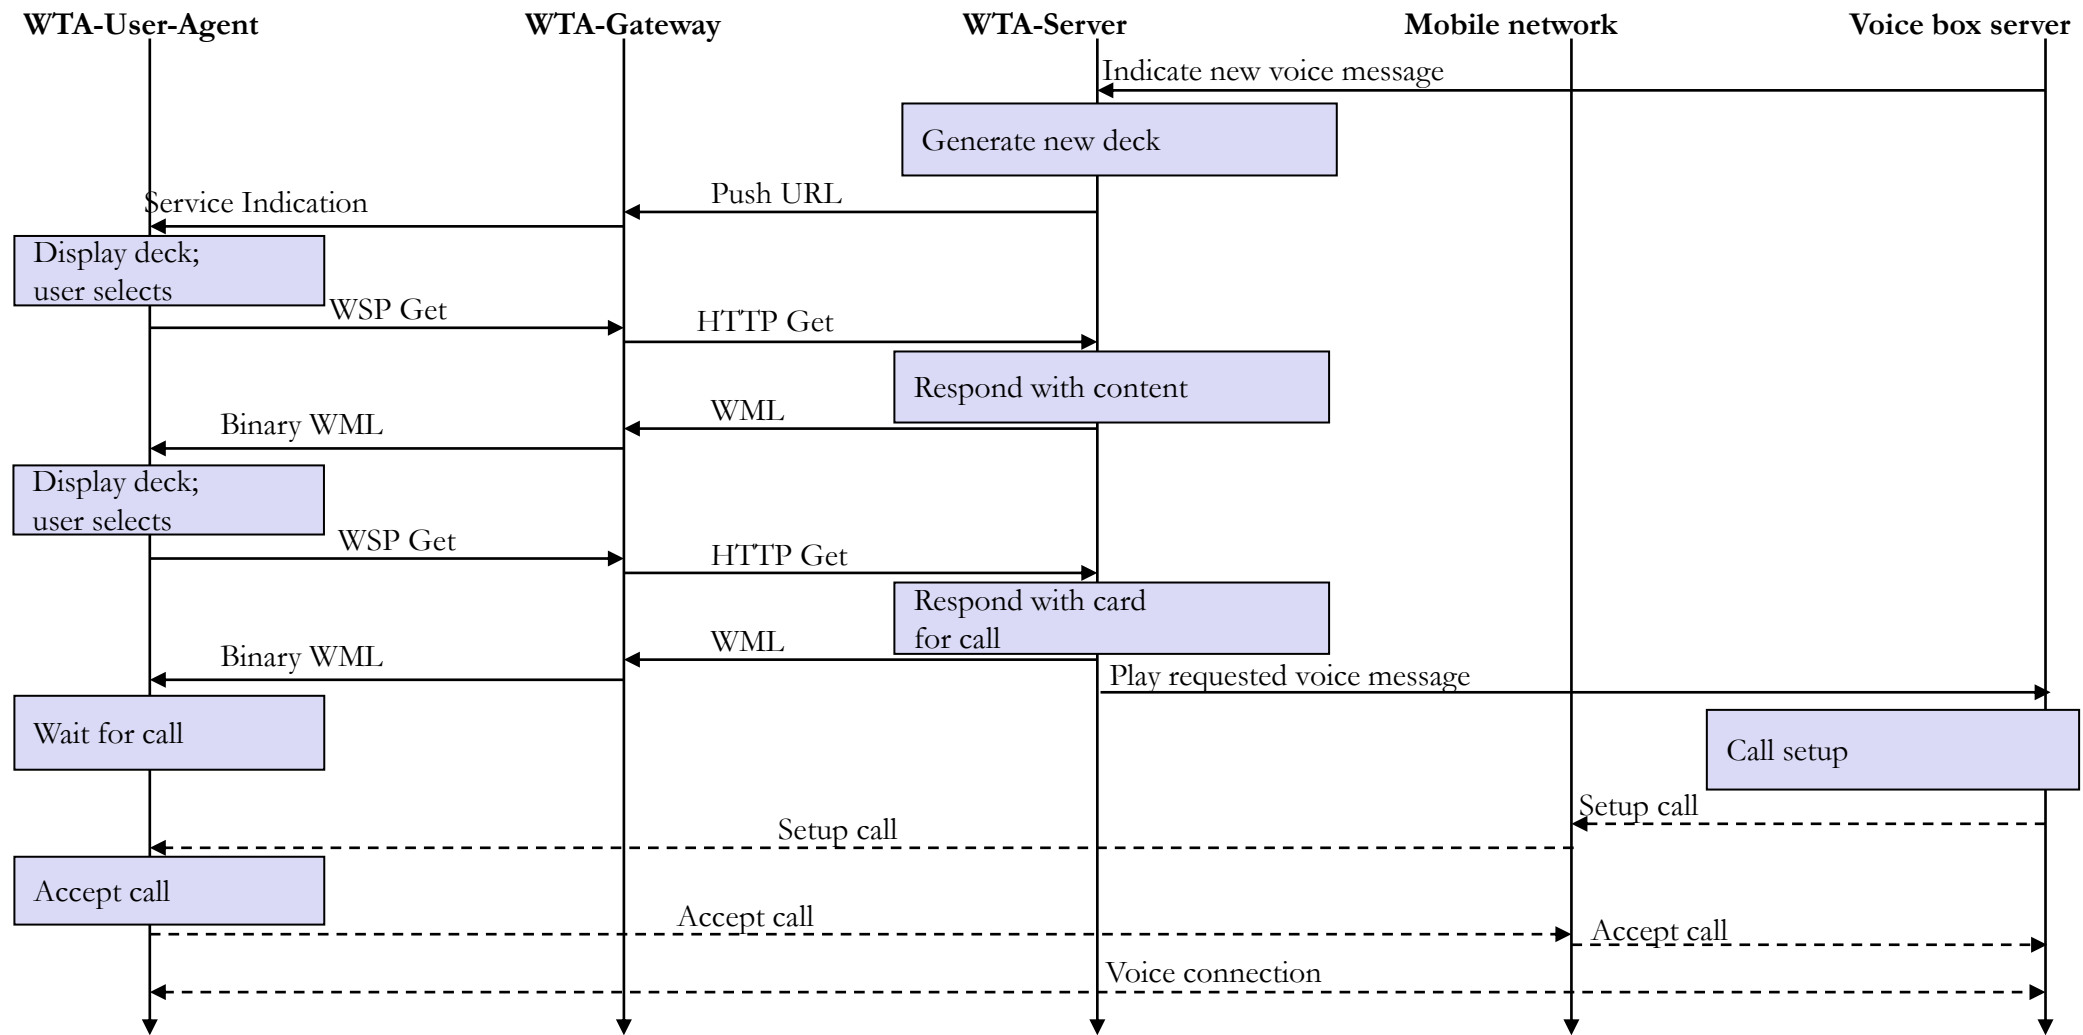 WTA-User-Agent
WTA-Gateway
WTA-Server
Mobile network
Voice box server
Indicate new voice message
Generate new deck
Push URL
Service Indication
Display deck;
user selects
WSP Get
HTTP Get
Respond with content
WML
Binary WML
Display deck;
user selects
WSP Get
HTTP Get
Respond with card
for call
WML
Binary WML
Play requested voice message
Wait for call
Call setup
Setup call
Setup call
Accept call
Accept call
Accept call
Voice connection